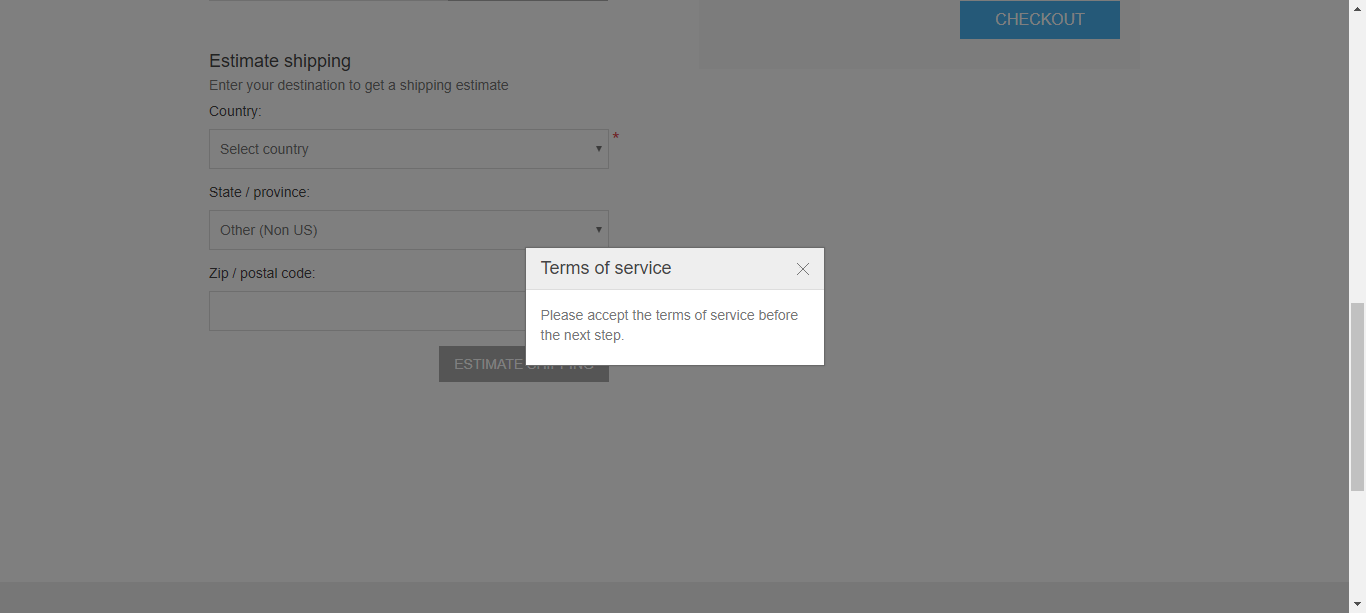 CHECKOUT
Estimate shipping
Enter your destination to get a shipping estimate
Country:
Select country
*
State / province:
Other (Non US)
Zip / postal code:
Terms of service
Please accept the terms of service before
the next step.
ESTIMATE